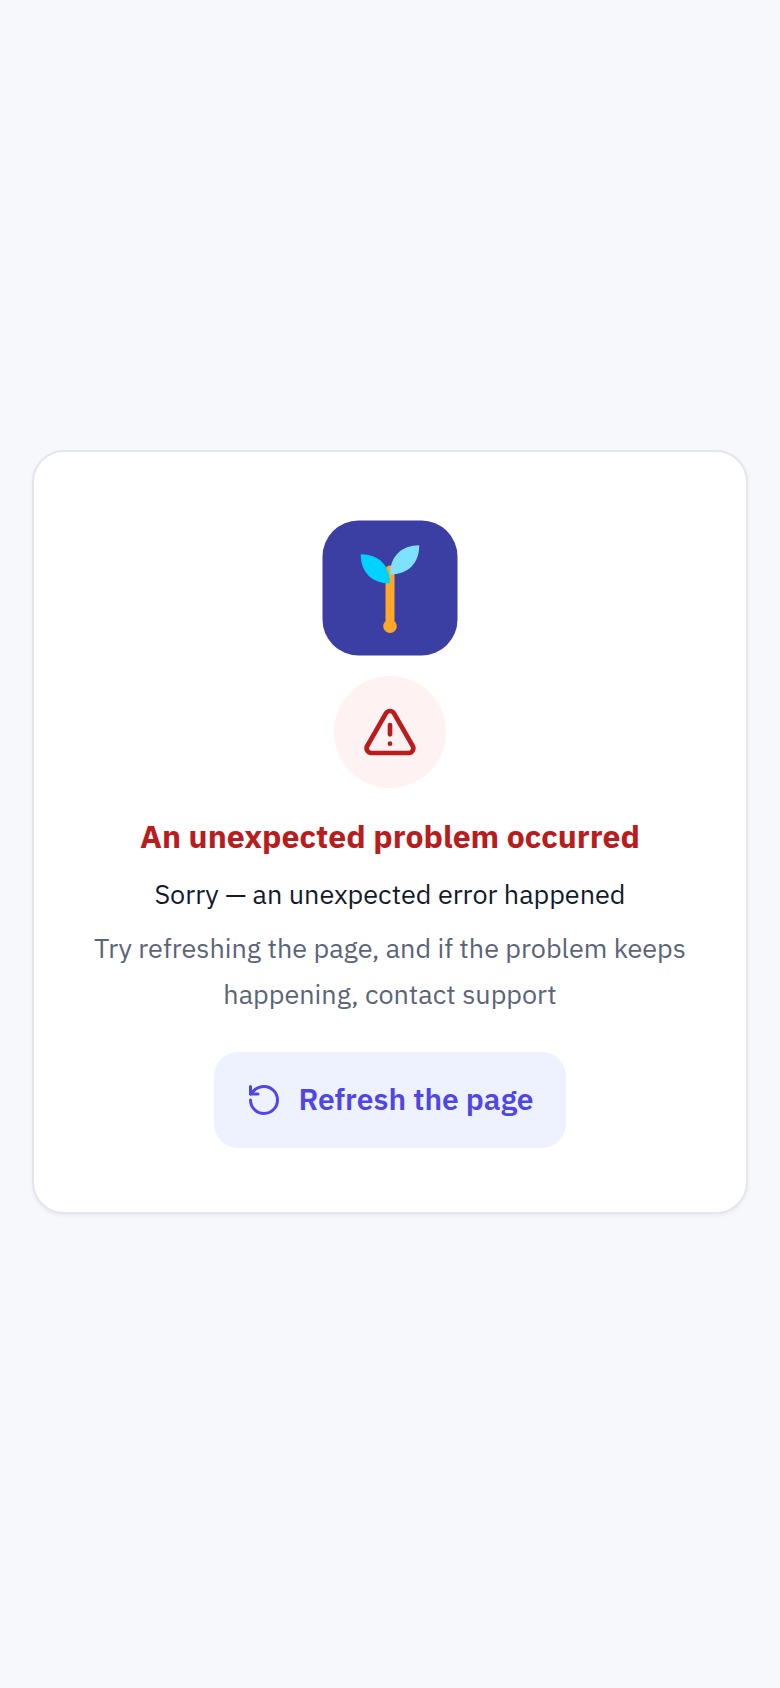 An unexpected problem occurred
Sorry — an unexpected error happened
Try refreshing the page, and if the problem keeps
happening, contact support
Refresh the page